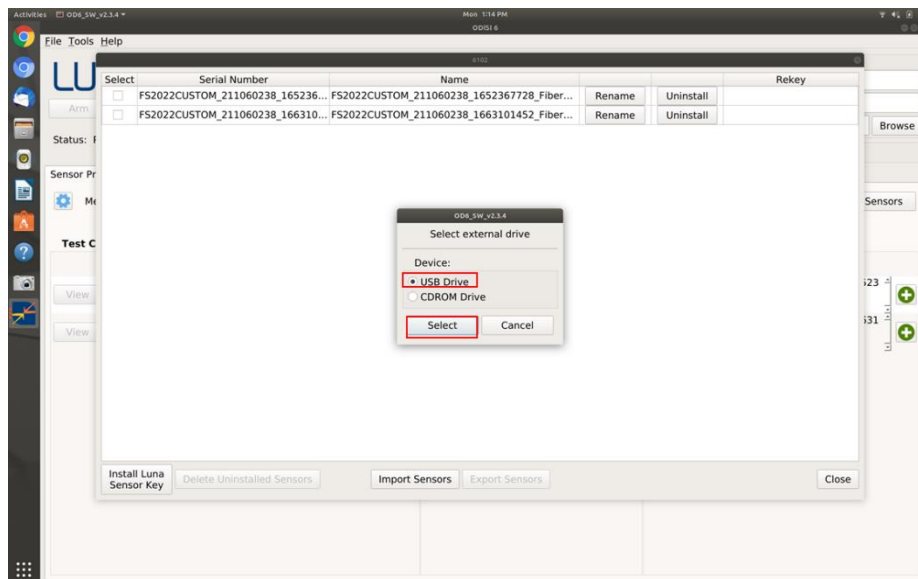 Activities OD6_SW_v2.3.4 Mon 1:14 PM
ODISI 6
File Tools Help
0102
LU
Select Serial Number Name Rekey
FS2022CUSTOM_211060238_165236... FS2022CUSTOM_211060238_1652367728_Fiber... Rename Uninstall
FS2022CUSTOM_211060238_166310... FS2022CUSTOM_211060238_1663101452_Fiber... Rename Uninstall
Arm
Browse
Status:
Sensor Pr
Sensors
OD6_SW_v2.3.4
Select external drive
Test C
Device:
USB Drive
CDROM Drive
View
Select Cancel
View
Install Luna
Sensor Key
Delete Uninstalled Sensors Import Sensors Export Sensors Close